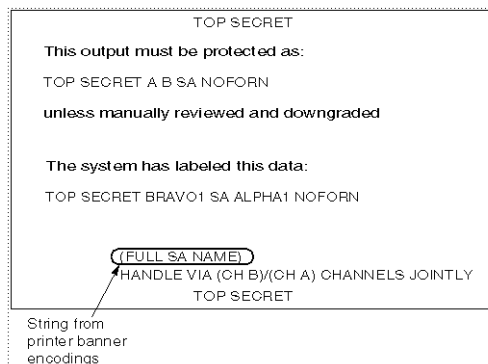 TOP SECRET
This output must be protected as:
TOP SECRET A B SA NOFORN
unless manually reviewed and downgraded
The system has labeled this data:
TOP SECRET BRAVO1 SA ALPHA1 NOFORN
(FULL SA NAME)
HANDLE VIA (CH B)/(CH A) CHANNELS JOINTLY
TOP SECRET
String from
printer banner
encodings